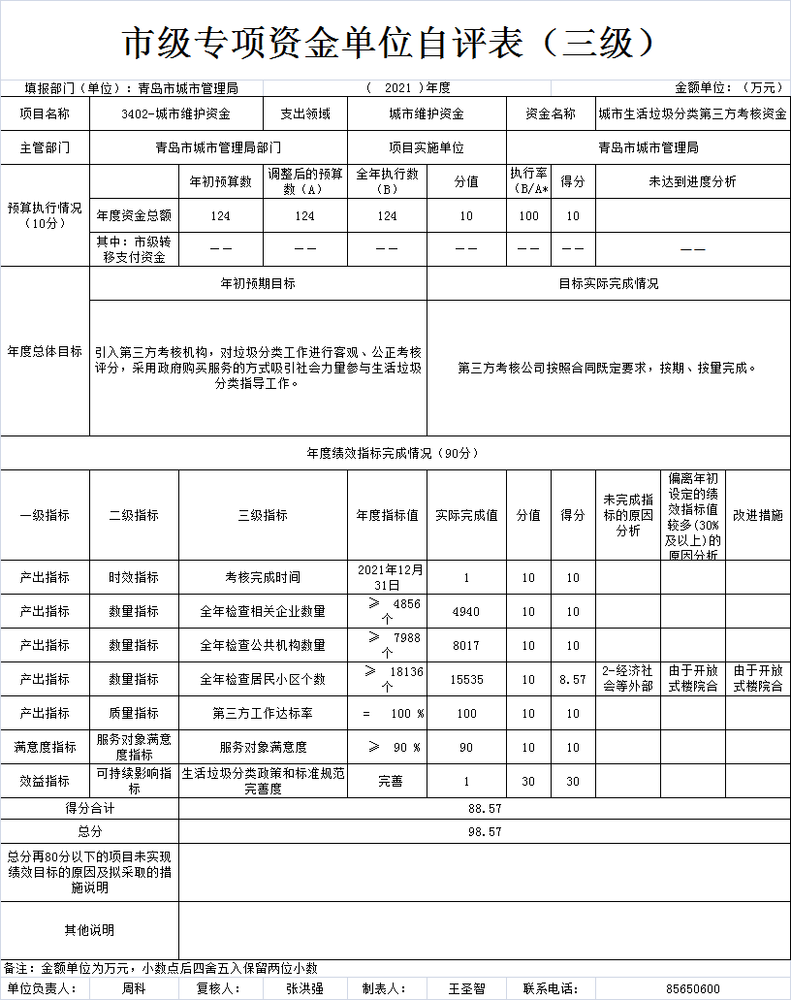 市级专项资金单位自评表（三级）
填报部门（单位）：青岛市城市管理局 ( 2021 )年度 金额单位：（万元）
项目名称 3402-城市维护资金 支出领域 城市维护资金 资金名称 城市生活垃圾分类第三方考核资金
主管部门 青岛市城市管理局部门 项目实施单位 青岛市城市管理局
预算执行情况（10分） 年初预算数 调整后的预算数（A） 全年执行数（B） 分值 执行率（B/A* 得分 未达到进度分析
年度资金总额 124 124 124 10 100 10
其中：市级转移支付资金 —— —— —— —— —— —— ——
年度总体目标 年初预期目标 目标实际完成情况
引入第三方考核机构，对垃圾分类工作进行客观、公正考核
评分，采用政府购买服务的方式吸引社会力量参与生活垃圾
分类指导工作。
第三方考核公司按照合同既定要求，按期、按量完成。
年度绩效指标完成情况（90分）
一级指标 二级指标 三级指标 年度指标值 实际完成值 分值 得分 未完成指标的原因分析 偏离年初设定的绩效指标值较多(30%及以上)的原因分析 改进措施
产出指标 时效指标 考核完成时间 2021年12月31日 1 10 10
产出指标 数量指标 全年检查相关企业数量 ≥ 4856个 4940 10 10
产出指标 数量指标 全年检查公共机构数量 ≥ 7988个 8017 10 10
产出指标 数量指标 全年检查居民小区个数 ≥ 18136个 15535 10 8.57 2-经济社会等外部 由于开放式楼院合 由于开放式楼院合
产出指标 质量指标 第三方工作达标率 = 100 % 100 10 10
满意度指标 服务对象满意度指标 服务对象满意度 ≥ 90 % 90 10 10
效益指标 可持续影响指标 生活垃圾分类政策和标准规范完善度 完善 1 30 30
得分合计 88.57
总分 98.57
总分再80分以下的项目未实现
绩效目标的原因及拟采取的措
施说明
其他说明
备注：金额单位为万元，小数点后四舍五入保留两位小数
单位负责人： 周科 复核人： 张洪强 制表人： 王圣智 联系电话： 85650600